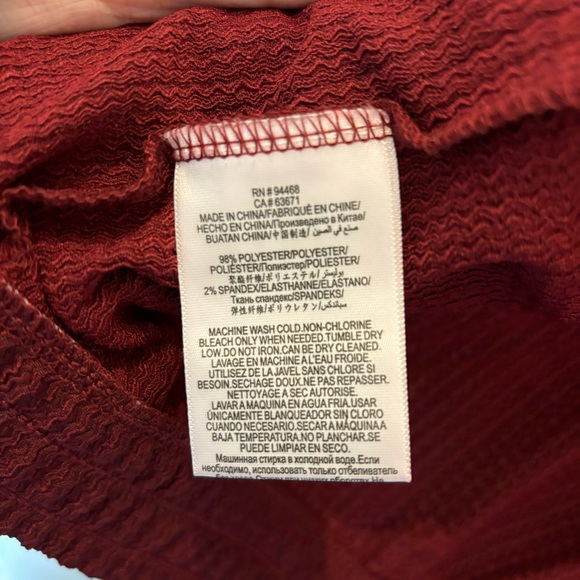 RN # 94468
CA # 63671
MADE IN CHINA/FABRIQUÉ EN CHINE/
HECHO EN CHINA/Произведено в Китае/
BUATAN CHINA/中国制造/ صنع في الصين
98% POLYESTER/POLYESTER/
POLIÉSTER/Полиэстер/POLIESTER/
聚酯纤维/ポリエステル/بوليستر
2% SPANDEX/ELASTHANNE/ELASTANO/
Ткань спандекс/SPANDEKS/
弹性纤维/ポリウレタン/سباندكس
MACHINE WASH COLD.NON-CHLORINE
BLEACH ONLY WHEN NEEDED.TUMBLE DRY
LOW.DO NOT IRON.CAN BE DRY CLEANED.
LAVAGE EN MACHINE A L'EAU FROIDE.
UTILISEZ DE LA JAVEL SANS CHLORE SI
BESOIN.SECHAGE DOUX.NE PAS REPASSER.
NETTOYAGE A SEC AUTORISE.
LAVAR A MAQUINA EN AGUA FRIA.USAR
ÚNICAMENTE BLANQUEADOR SIN CLORO
CUANDO NECESARIO.SECAR A MÁQUINA A
BAJA TEMPERATURA.NO PLANCHAR.SE
PUEDE LIMPIAR EN SECO.
Машинная стирка в холодной воде.Если
необходимо, использовать только отбеливатель